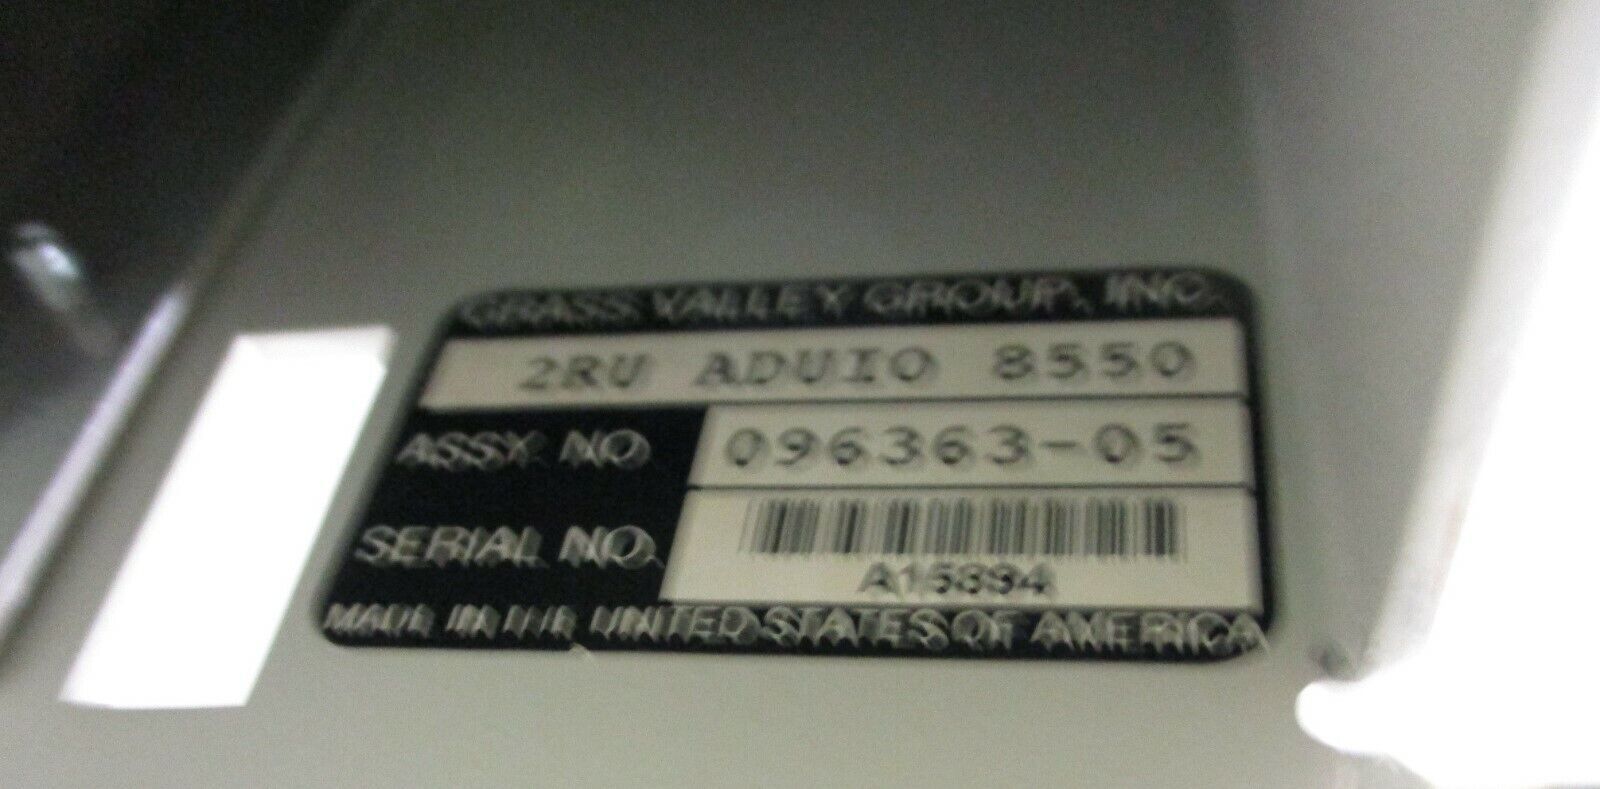 GRASS VALLEY GROUP, INC.
2RU ADUIO 8550
ASSY NO. 096363-05
SERIAL NO. A15894
MADE IN THE UNITED STATES OF AMERICA